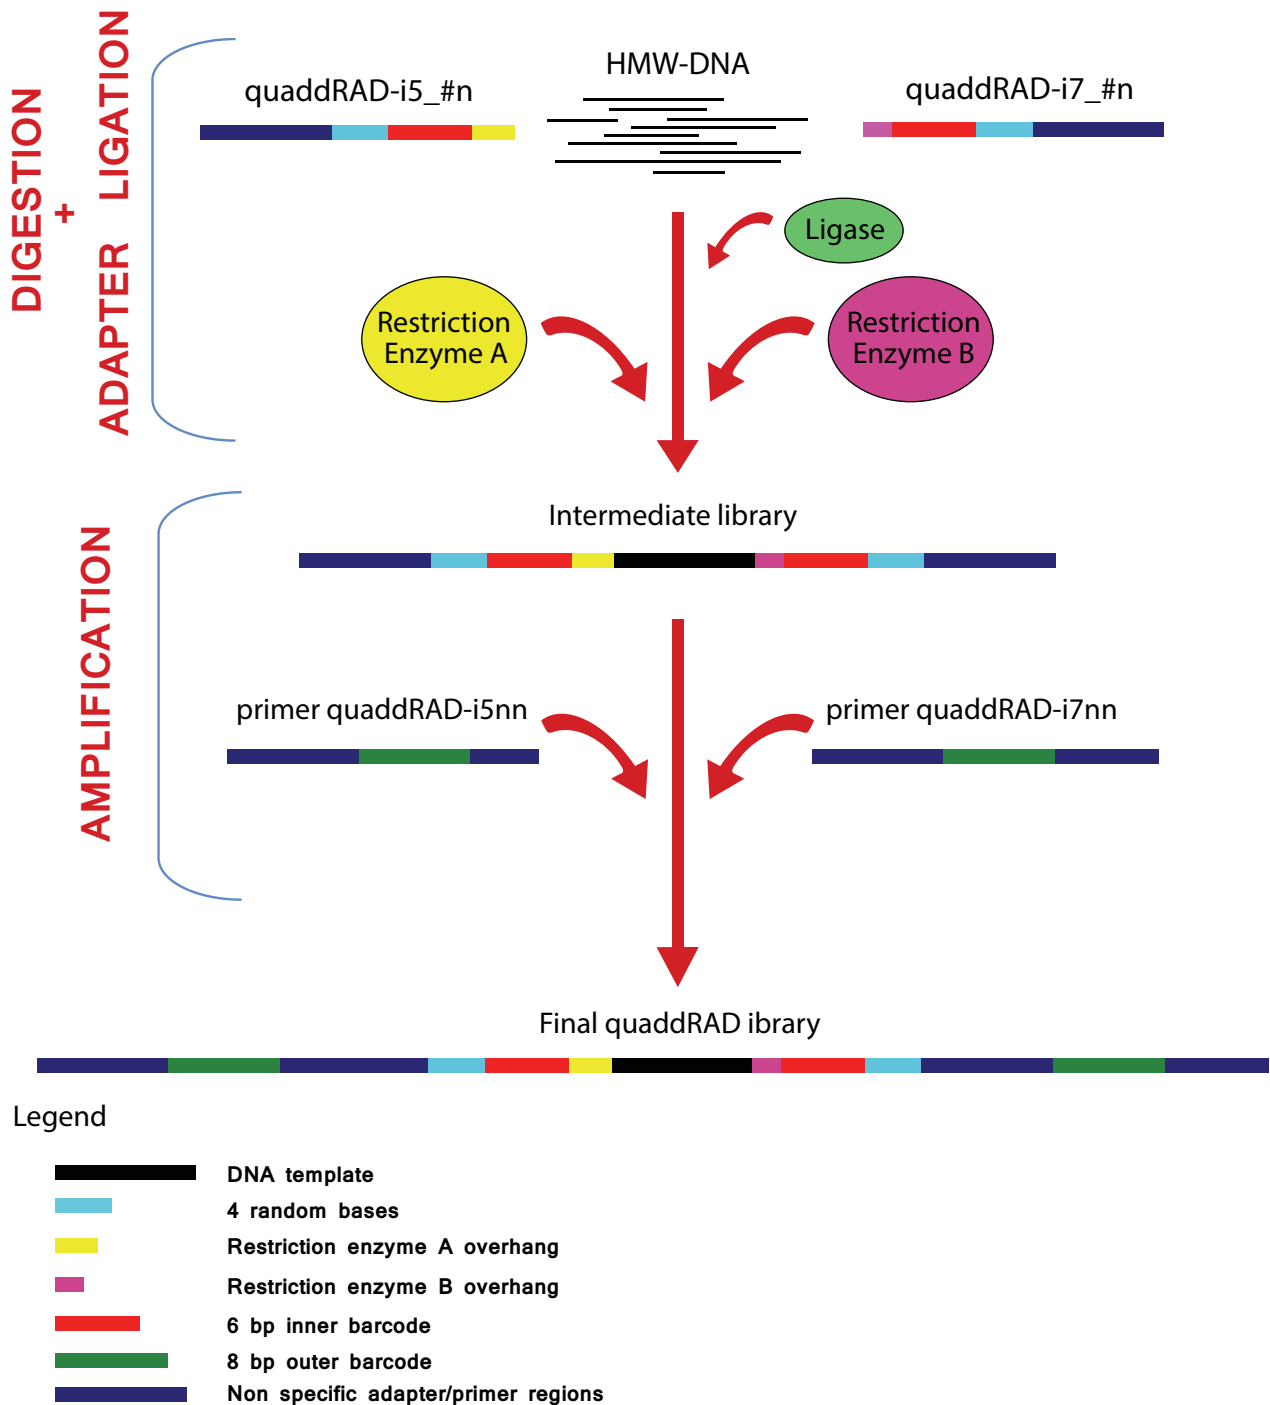 DIGESTION
+
ADAPTER LIGATION
quaddRAD-i5_#n
HMW-DNA
quaddRAD-i7_#n
Ligase
Restriction
Enzyme A
Restriction
Enzyme B
AMPLIFICATION
Intermediate library
primer quaddRAD-i5nn
primer quaddRAD-i7nn
Final quaddRAD ibrary
Legend
DNA template
4 random bases
Restriction enzyme A overhang
Restriction enzyme B overhang
6 bp inner barcode
8 bp outer barcode
Non specific adapter/primer regions